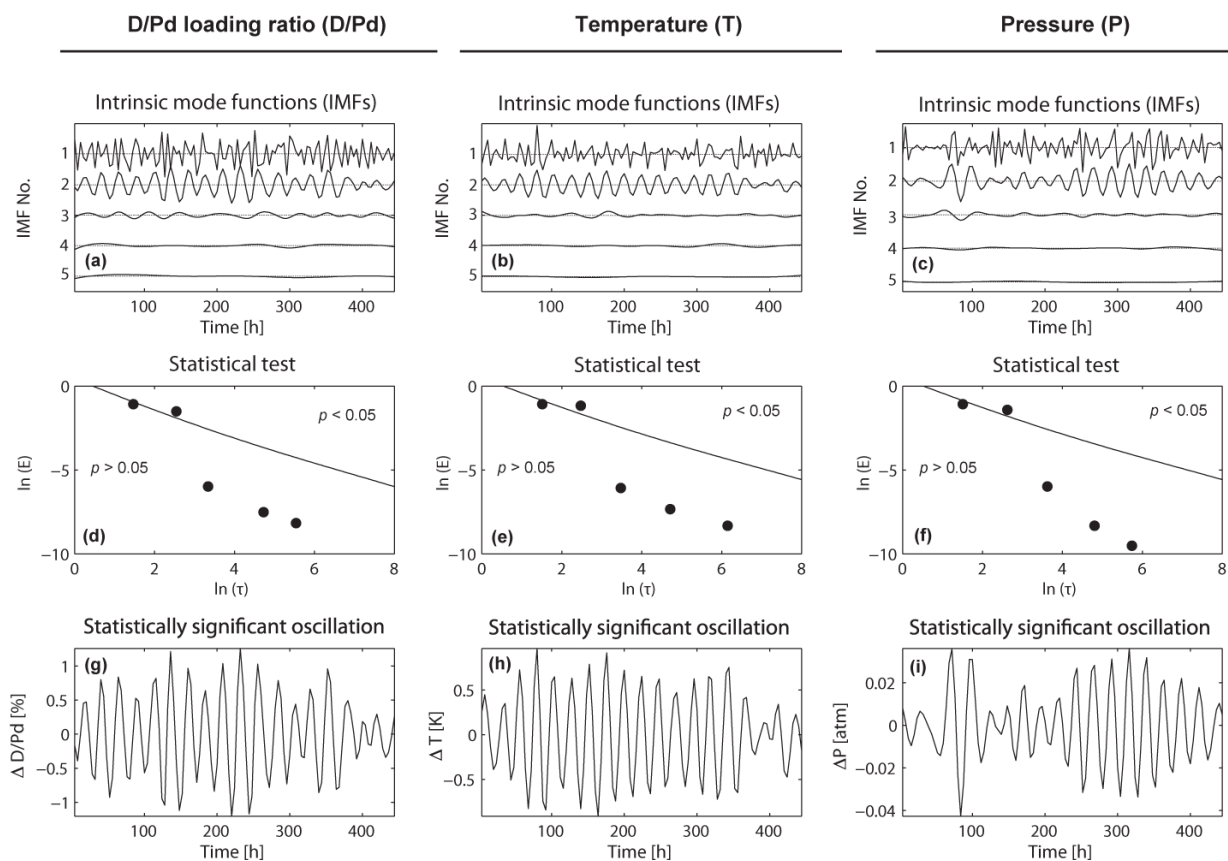 D/Pd loading ratio (D/Pd)
Temperature (T)
Pressure (P)
Intrinsic mode functions (IMFs)
IMF No.
1
2
3
4
5
(a)
100 200 300 400
Time [h]
Intrinsic mode functions (IMFs)
IMF No.
1
2
3
4
5
(b)
100 200 300 400
Time [h]
Intrinsic mode functions (IMFs)
IMF No.
1
2
3
4
5
(c)
100 200 300 400
Time [h]
Statistical test
ln (E)
0
−5
−10
p < 0.05
p > 0.05
(d)
0 2 4 6 8
ln (τ)
Statistical test
ln (E)
0
−5
−10
p < 0.05
p > 0.05
(e)
0 2 4 6 8
ln (τ)
Statistical test
ln (E)
0
−5
−10
p < 0.05
p > 0.05
(f)
0 2 4 6 8
ln (τ)
Statistically significant oscillation
(g)
Δ D/Pd [%]
1
0.5
0
−0.5
−1
100 200 300 400
Time [h]
Statistically significant oscillation
(h)
Δ T [K]
0.5
0
−0.5
100 200 300 400
Time [h]
Statistically significant oscillation
(i)
ΔP [atm]
0.02
0
−0.02
−0.04
100 200 300 400
Time [h]